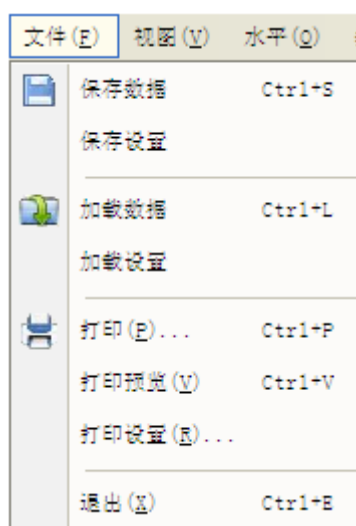 文件(F) 视图(V) 水平(O)
保存数据 Ctrl+S
保存设置
加载数据 Ctrl+L
加载设置
打印(P)... Ctrl+P
打印预览(V) Ctrl+V
打印设置(R)...
退出(X) Ctrl+E